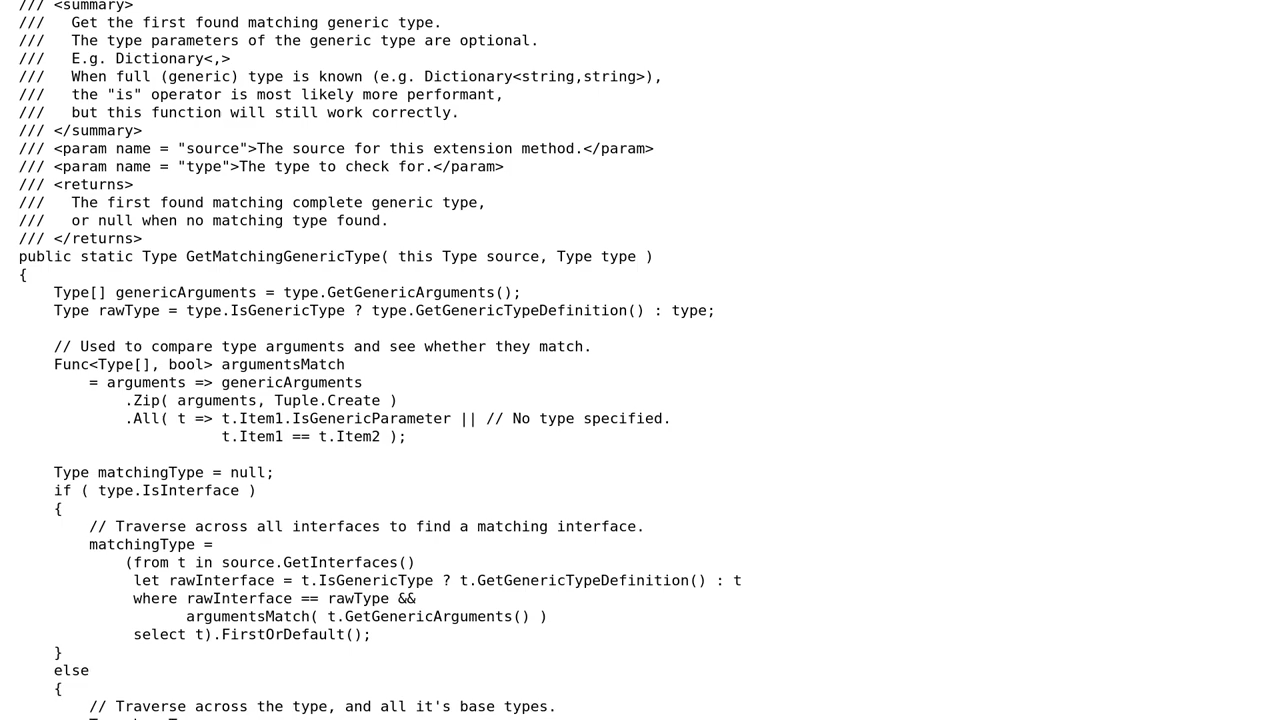 /// <summary>
///   Get the first found matching generic type.
///   The type parameters of the generic type are optional.
///   E.g. Dictionary<,>
///   When full (generic) type is known (e.g. Dictionary<string,string>),
///   the "is" operator is most likely more performant,
///   but this function will still work correctly.
/// </summary>
/// <param name = "source">The source for this extension method.</param>
/// <param name = "type">The type to check for.</param>
/// <returns>
///   The first found matching complete generic type,
///   or null when no matching type found.
/// </returns>
public static Type GetMatchingGenericType( this Type source, Type type )
{
    Type[] genericArguments = type.GetGenericArguments();
    Type rawType = type.IsGenericType ? type.GetGenericTypeDefinition() : type;

    // Used to compare type arguments and see whether they match.
    Func<Type[], bool> argumentsMatch
        = arguments => genericArguments
            .Zip( arguments, Tuple.Create )
            .All( t => t.Item1.IsGenericParameter || // No type specified.
                       t.Item1 == t.Item2 );

    Type matchingType = null;
    if ( type.IsInterface )
    {
        // Traverse across all interfaces to find a matching interface.
        matchingType =
            (from t in source.GetInterfaces()
             let rawInterface = t.IsGenericType ? t.GetGenericTypeDefinition() : t
             where rawInterface == rawType &&
                   argumentsMatch( t.GetGenericArguments() )
             select t).FirstOrDefault();
    }
    else
    {
        // Traverse across the type, and all it's base types.